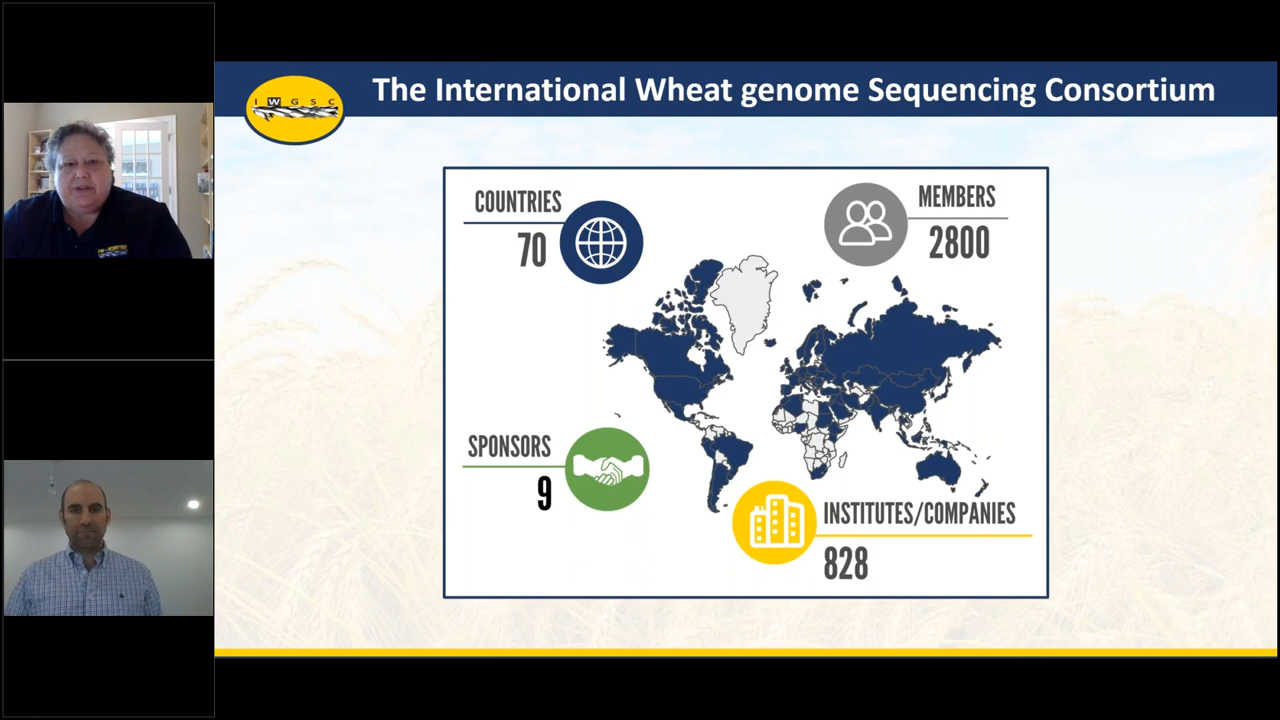 I W G S C
The International Wheat genome Sequencing Consortium
COUNTRIES
70
MEMBERS
2800
SPONSORS
9
INSTITUTES/COMPANIES
828